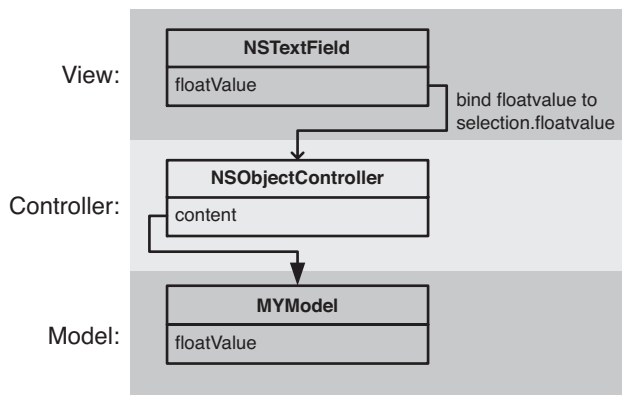 View:
NSTextField
floatValue
bind floatvalue to
selection.floatvalue
Controller:
NSObjectController
content
Model:
MYModel
floatValue